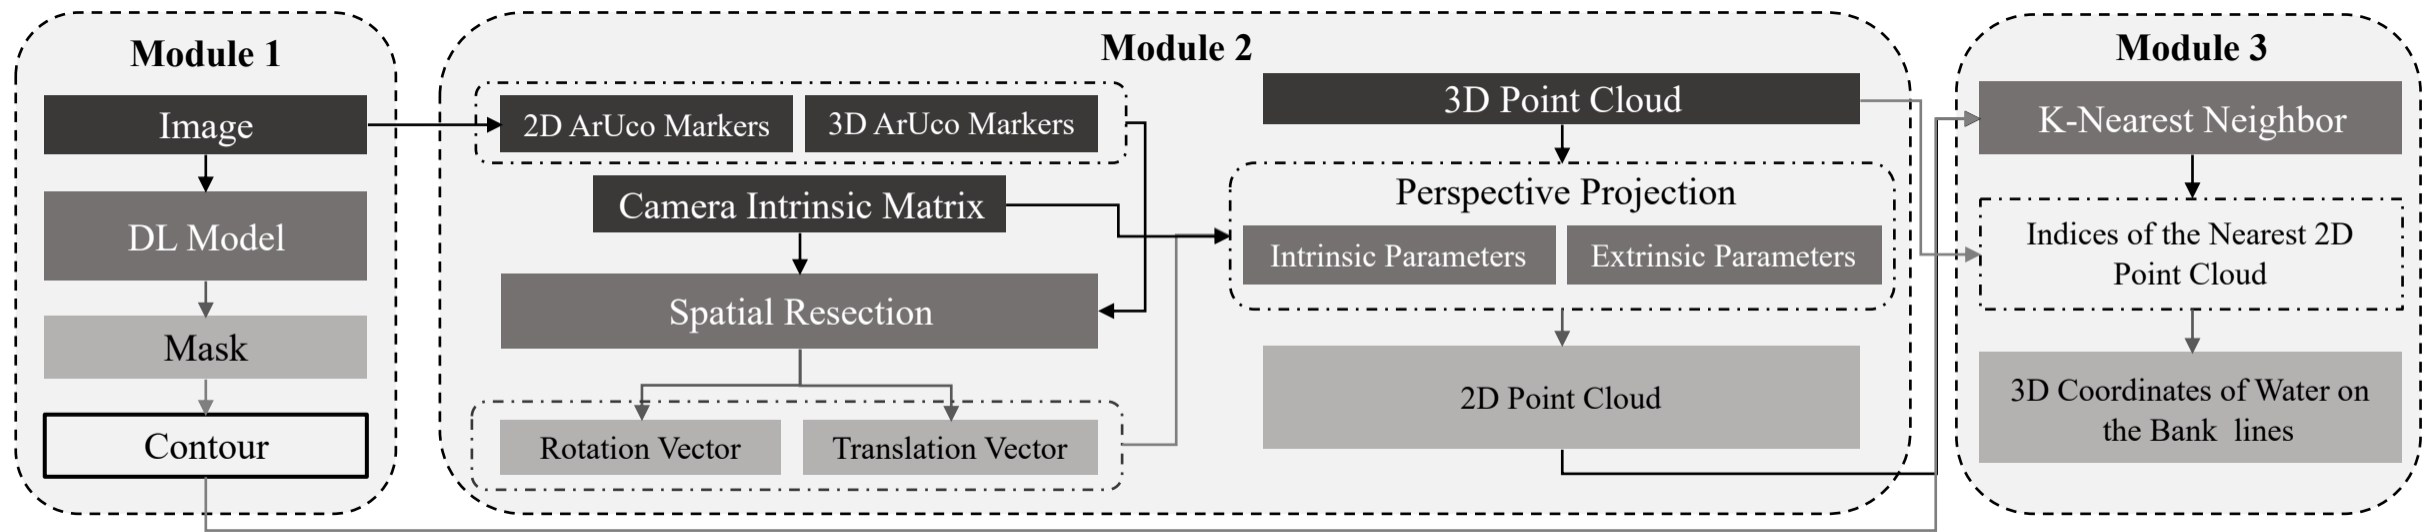 Module 1
Image
DL Model
Mask
Contour
Module 2
2D ArUco Markers
3D ArUco Markers
Camera Intrinsic Matrix
Spatial Resection
Rotation Vector
Translation Vector
3D Point Cloud
Perspective Projection
Intrinsic Parameters
Extrinsic Parameters
2D Point Cloud
Module 3
K-Nearest Neighbor
Indices of the Nearest 2D
Point Cloud
3D Coordinates of Water on
the Bank lines